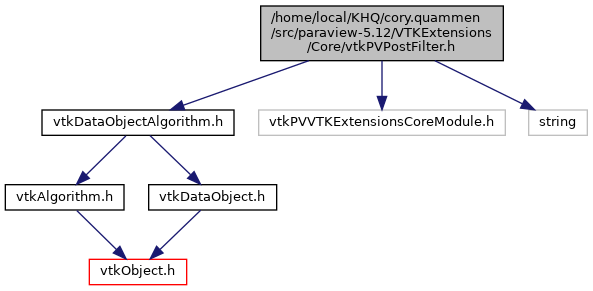 /home/local/KHQ/cory.quammen
/src/paraview-5.12/VTKExtensions
/Core/vtkPVPostFilter.h
vtkDataObjectAlgorithm.h
vtkPVVTKExtensionsCoreModule.h
string
vtkAlgorithm.h
vtkDataObject.h
vtkObject.h